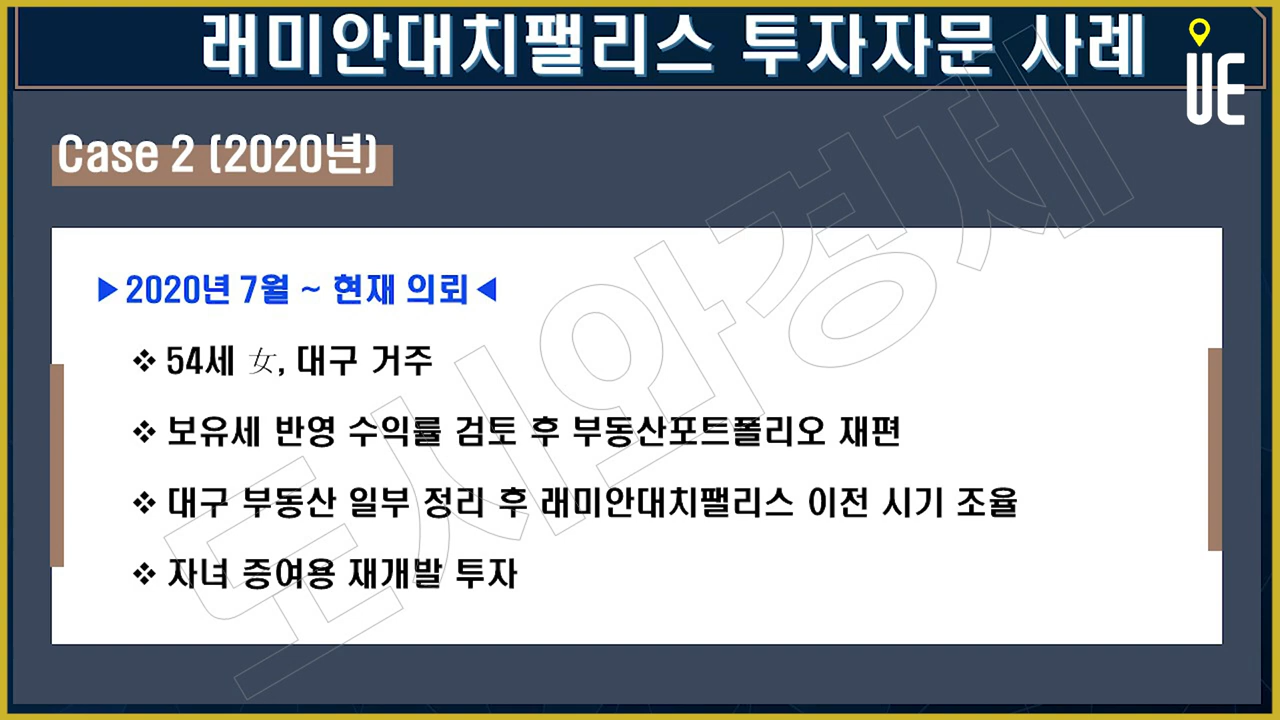 래미안대치팰리스 투자자문 사례
UE
Case 2 (2020년)
▶2020년 7월 ~ 현재 의뢰◀
❖ 54세 女, 대구 거주
❖ 보유세 반영 수익률 검토 후 부동산포트폴리오 재편
❖ 대구 부동산 일부 정리 후 래미안대치팰리스 이전 시기 조율
❖ 자녀 증여용 재개발 투자
도시와경제